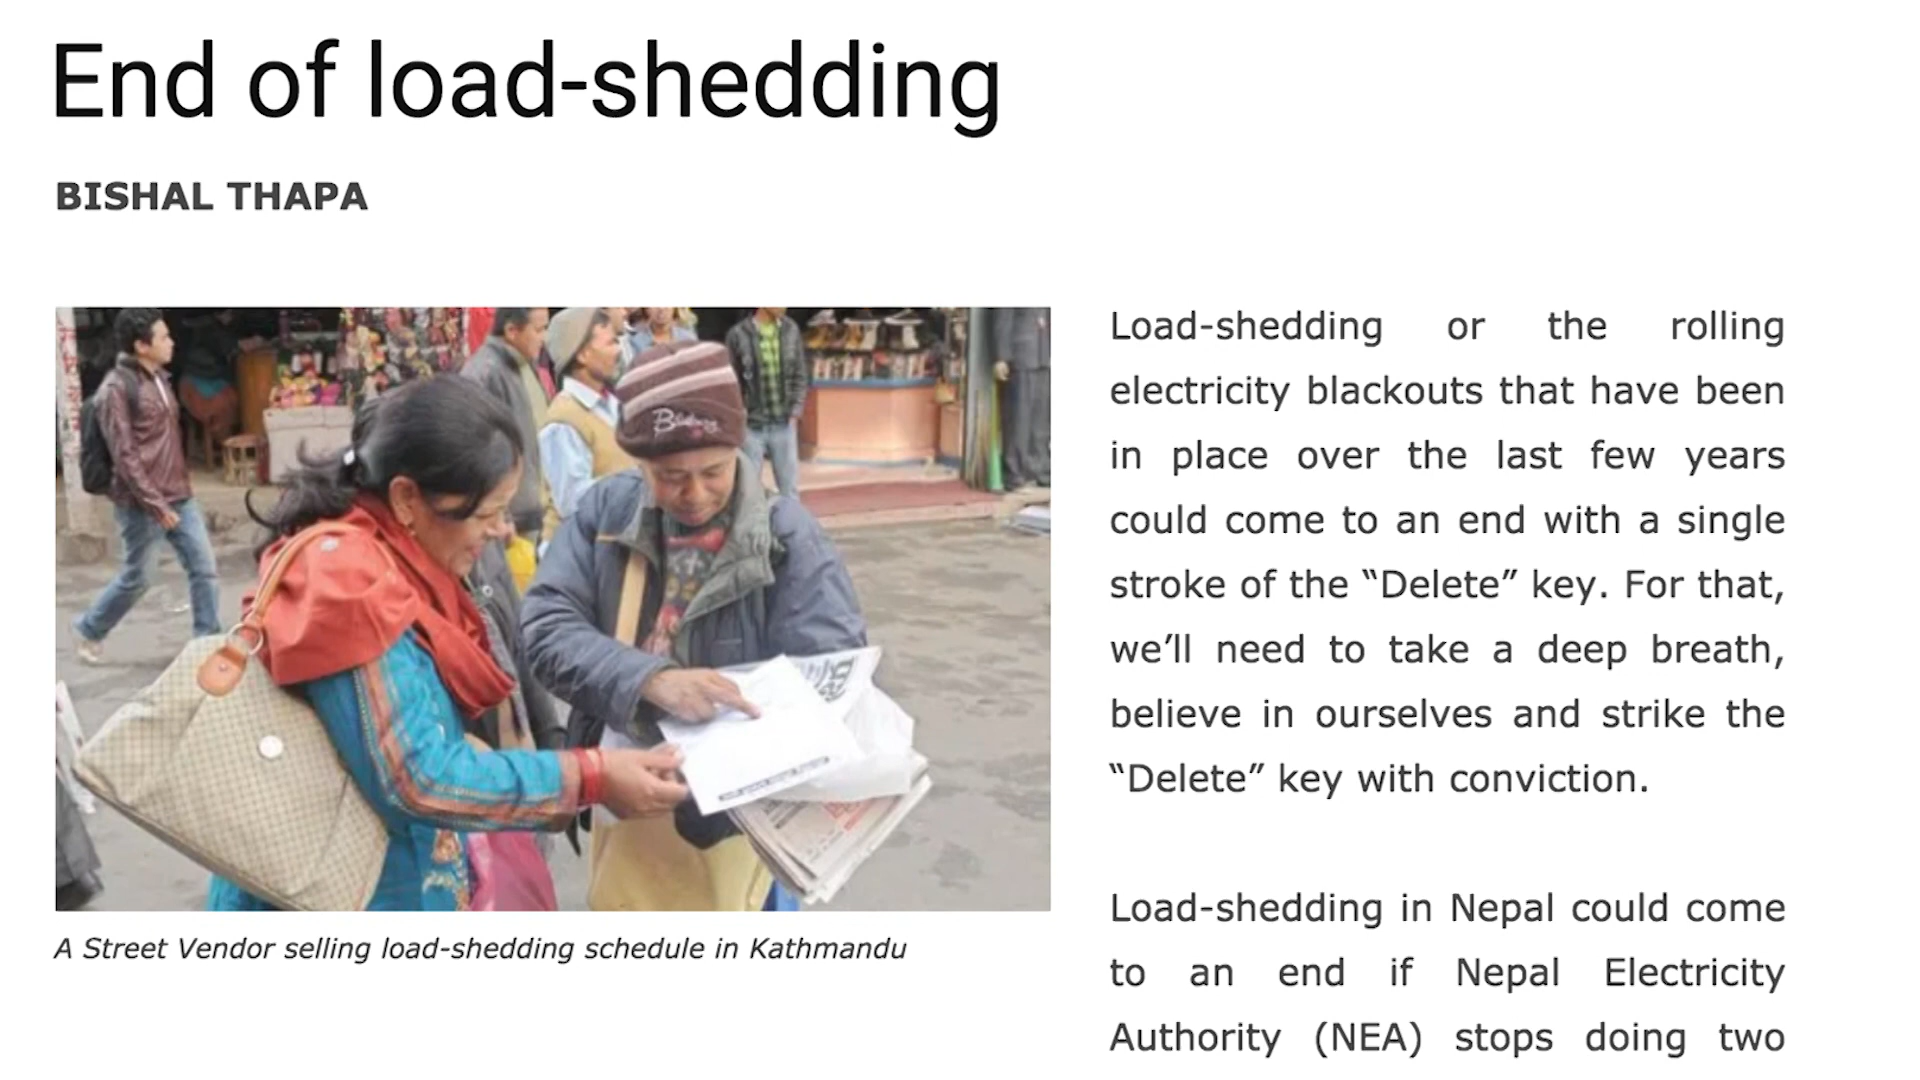 End of load-shedding
BISHAL THAPA
Load-shedding or the rolling
electricity blackouts that have been
in place over the last few years
could come to an end with a single
stroke of the “Delete” key. For that,
we’ll need to take a deep breath,
believe in ourselves and strike the
“Delete” key with conviction.
Load-shedding in Nepal could come
to an end if Nepal Electricity
Authority (NEA) stops doing two
A Street Vendor selling load-shedding schedule in Kathmandu